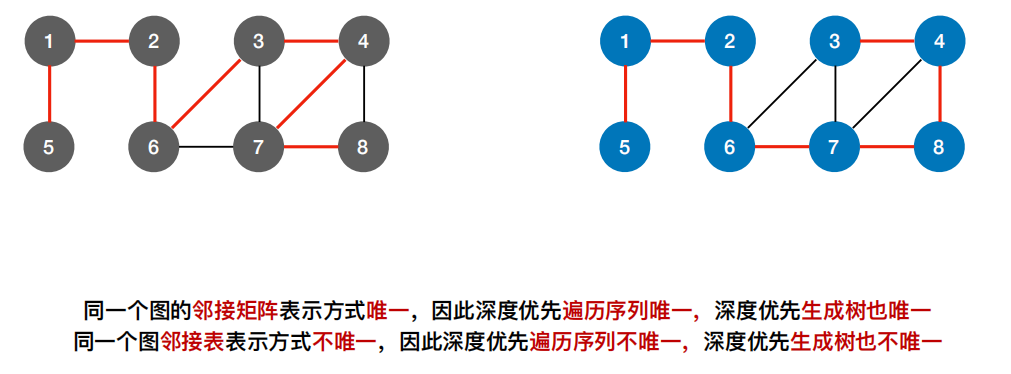 1 2 3 4 1 2 3 4
5 6 7 8 5 6 7 8
同一个图的邻接矩阵表示方式唯一，因此深度优先遍历序列唯一，深度优先生成树也唯一
同一个图邻接表表示方式不唯一，因此深度优先遍历序列不唯一，深度优先生成树也不唯一